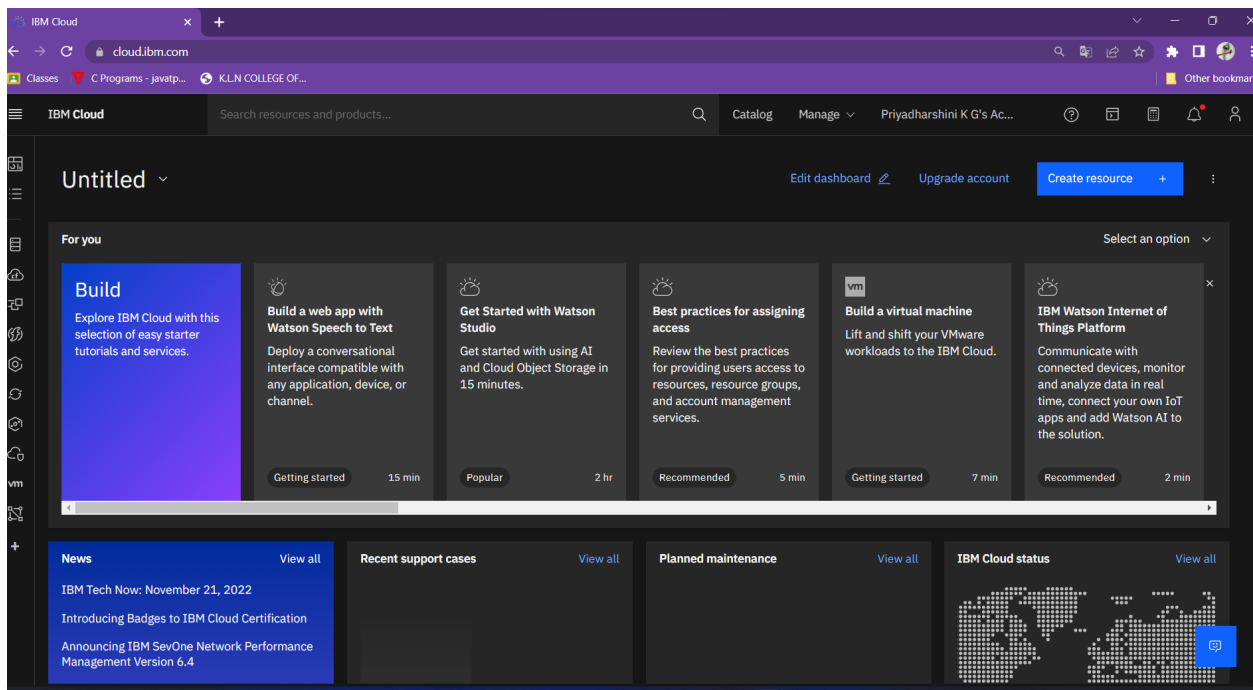 IBM Cloud
cloud.ibm.com
Classes
C Programs - javatp...
K.L.N COLLEGE OF...
Other bookmar
IBM Cloud
Search resources and products...
Catalog
Manage
Priyadharshini K G's Ac...
Untitled
Edit dashboard
Upgrade account
Create resource +
For you
Select an option
Build
Explore IBM Cloud with this
selection of easy starter
tutorials and services.
Build a web app with
Watson Speech to Text
Deploy a conversational
interface compatible with
any application, device, or
channel.
Getting started
15 min
Get Started with Watson
Studio
Get started with using AI
and Cloud Object Storage in
15 minutes.
Popular
2 hr
Best practices for assigning
access
Review the best practices
for providing users access to
resources, resource groups,
and account management
services.
Recommended
5 min
vm
Build a virtual machine
Lift and shift your VMware
workloads to the IBM Cloud.
Getting started
7 min
IBM Watson Internet of
Things Platform
Communicate with
connected devices, monitor
and analyze data in real
time, connect your own IoT
apps and add Watson AI to
the solution.
Recommended
2 min
vm
News
View all
IBM Tech Now: November 21, 2022
Introducing Badges to IBM Cloud Certification
Announcing IBM SevOne Network Performance
Management Version 6.4
Recent support cases
View all
Planned maintenance
View all
IBM Cloud status
View all